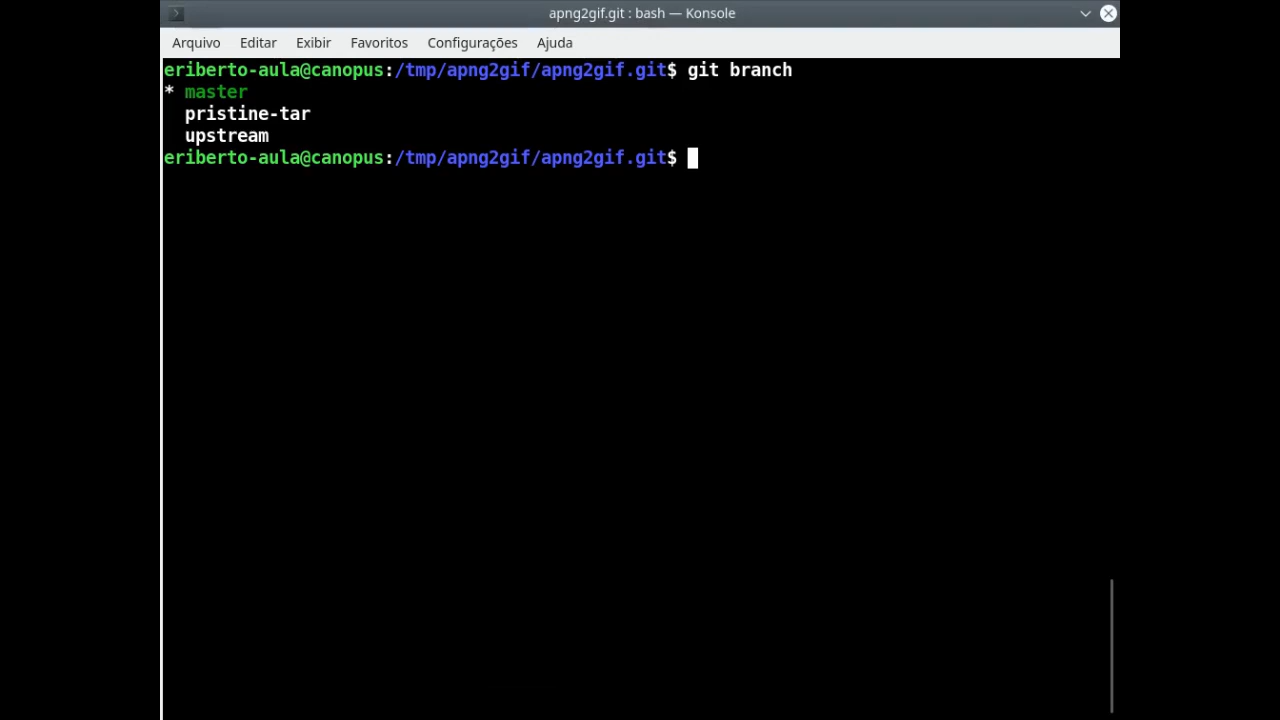 apng2gif.git : bash — Konsole
Arquivo Editar Exibir Favoritos Configurações Ajuda
eriberto-aula@canopus:/tmp/apng2gif/apng2gif.git$ git branch
* master
  pristine-tar
  upstream
eriberto-aula@canopus:/tmp/apng2gif/apng2gif.git$